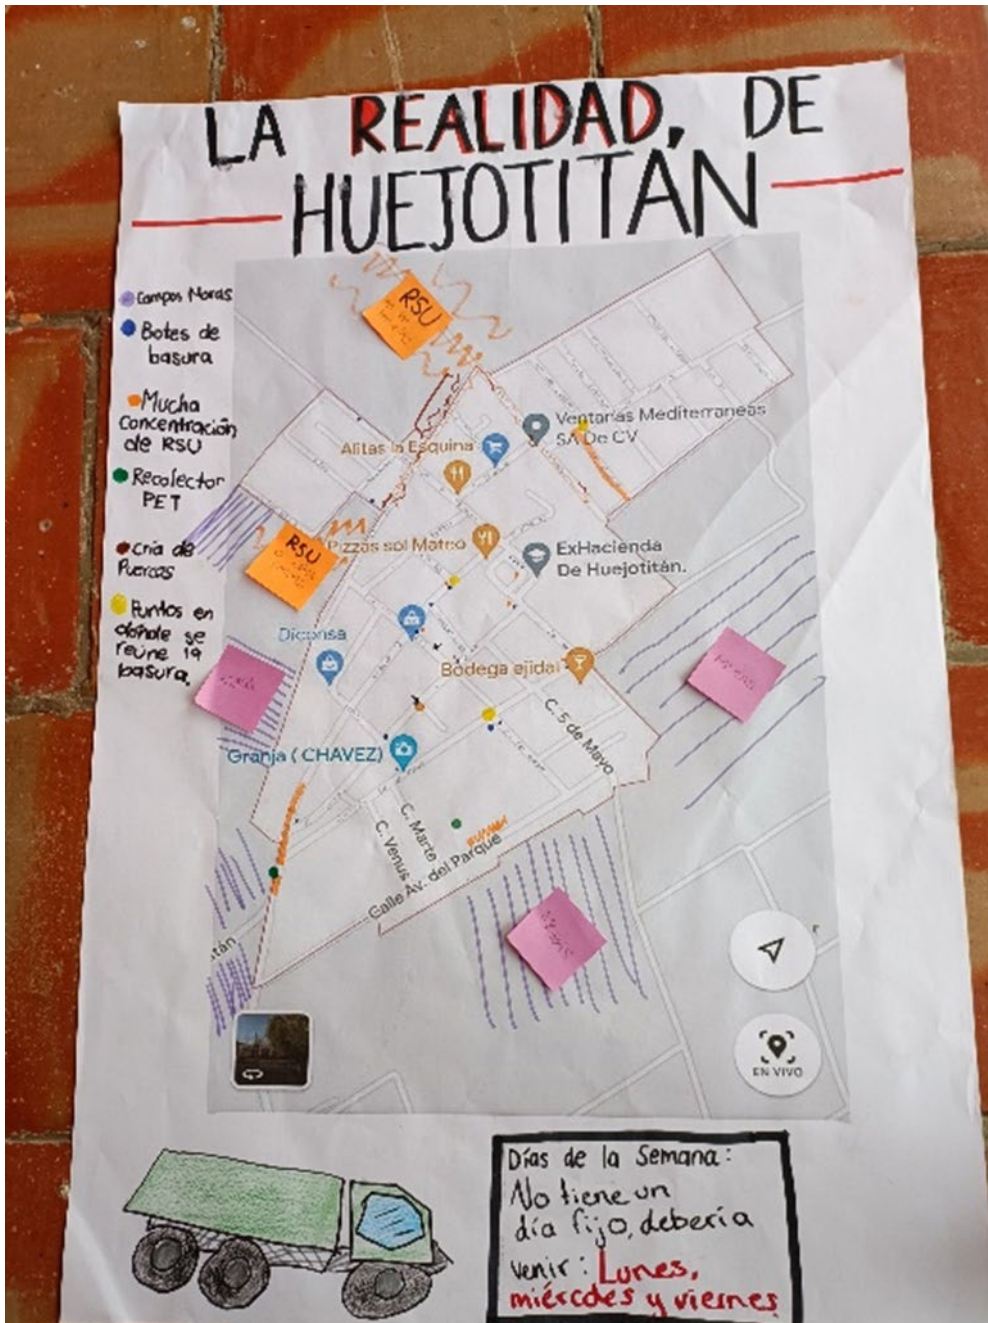 LA REALIDAD, DE
HUEJOTITÁN
Campos Moras
Botes de
basura
Mucha
Concentración
de RSU
Recolector
PET
Cría de
Puercas
Puntos en
donde se
reúne la
basura.
RSU
Ventanas Mediterraneas
SA De CV
Alitas la Esquina
RSU
Pizzas sol Mateo
ExHacienda
De Huejotitán.
Diconsa
Bodega ejidal
C. 5 de Mayo
Granja ( CHAVEZ)
C. Marte
C. Venus
Calle Av. del Parque
itán
EN VIVO
Días de la Semana:
No tiene un
día fijo, debería
venir: Lunes,
miércoles y viernes